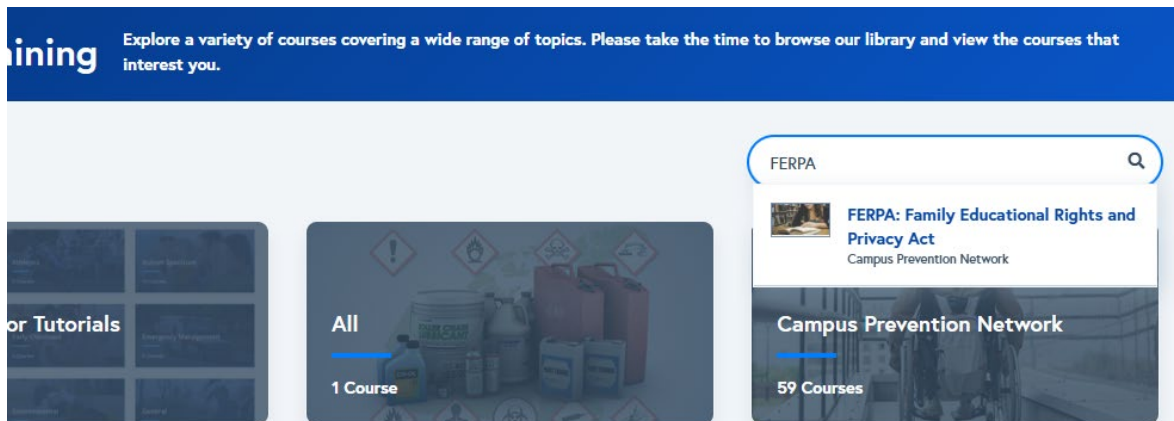 ining
Explore a variety of courses covering a wide range of topics. Please take the time to browse our library and view the courses that
interest you.
FERPA
FERPA: Family Educational Rights and
Privacy Act
Campus Prevention Network
or Tutorials
All
1 Course
Campus Prevention Network
59 Courses